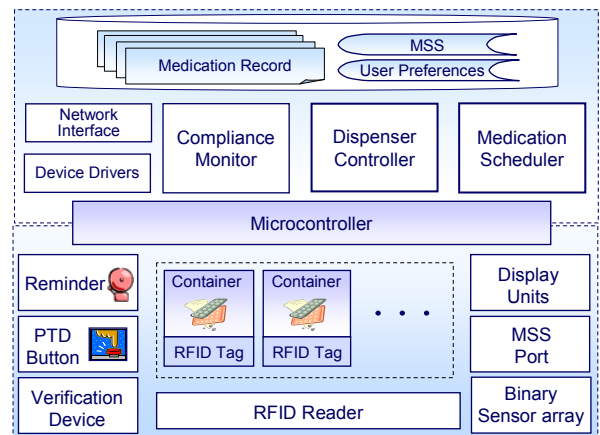 MSS
Medication Record
User Preferences
Network
Interface
Device Drivers
Compliance
Monitor
Dispenser
Controller
Medication
Scheduler
Microcontroller
Reminder
PTD
Button
Verification
Device
Container
RFID Tag
Container
RFID Tag
. . .
RFID Reader
Display
Units
MSS
Port
Binary
Sensor array